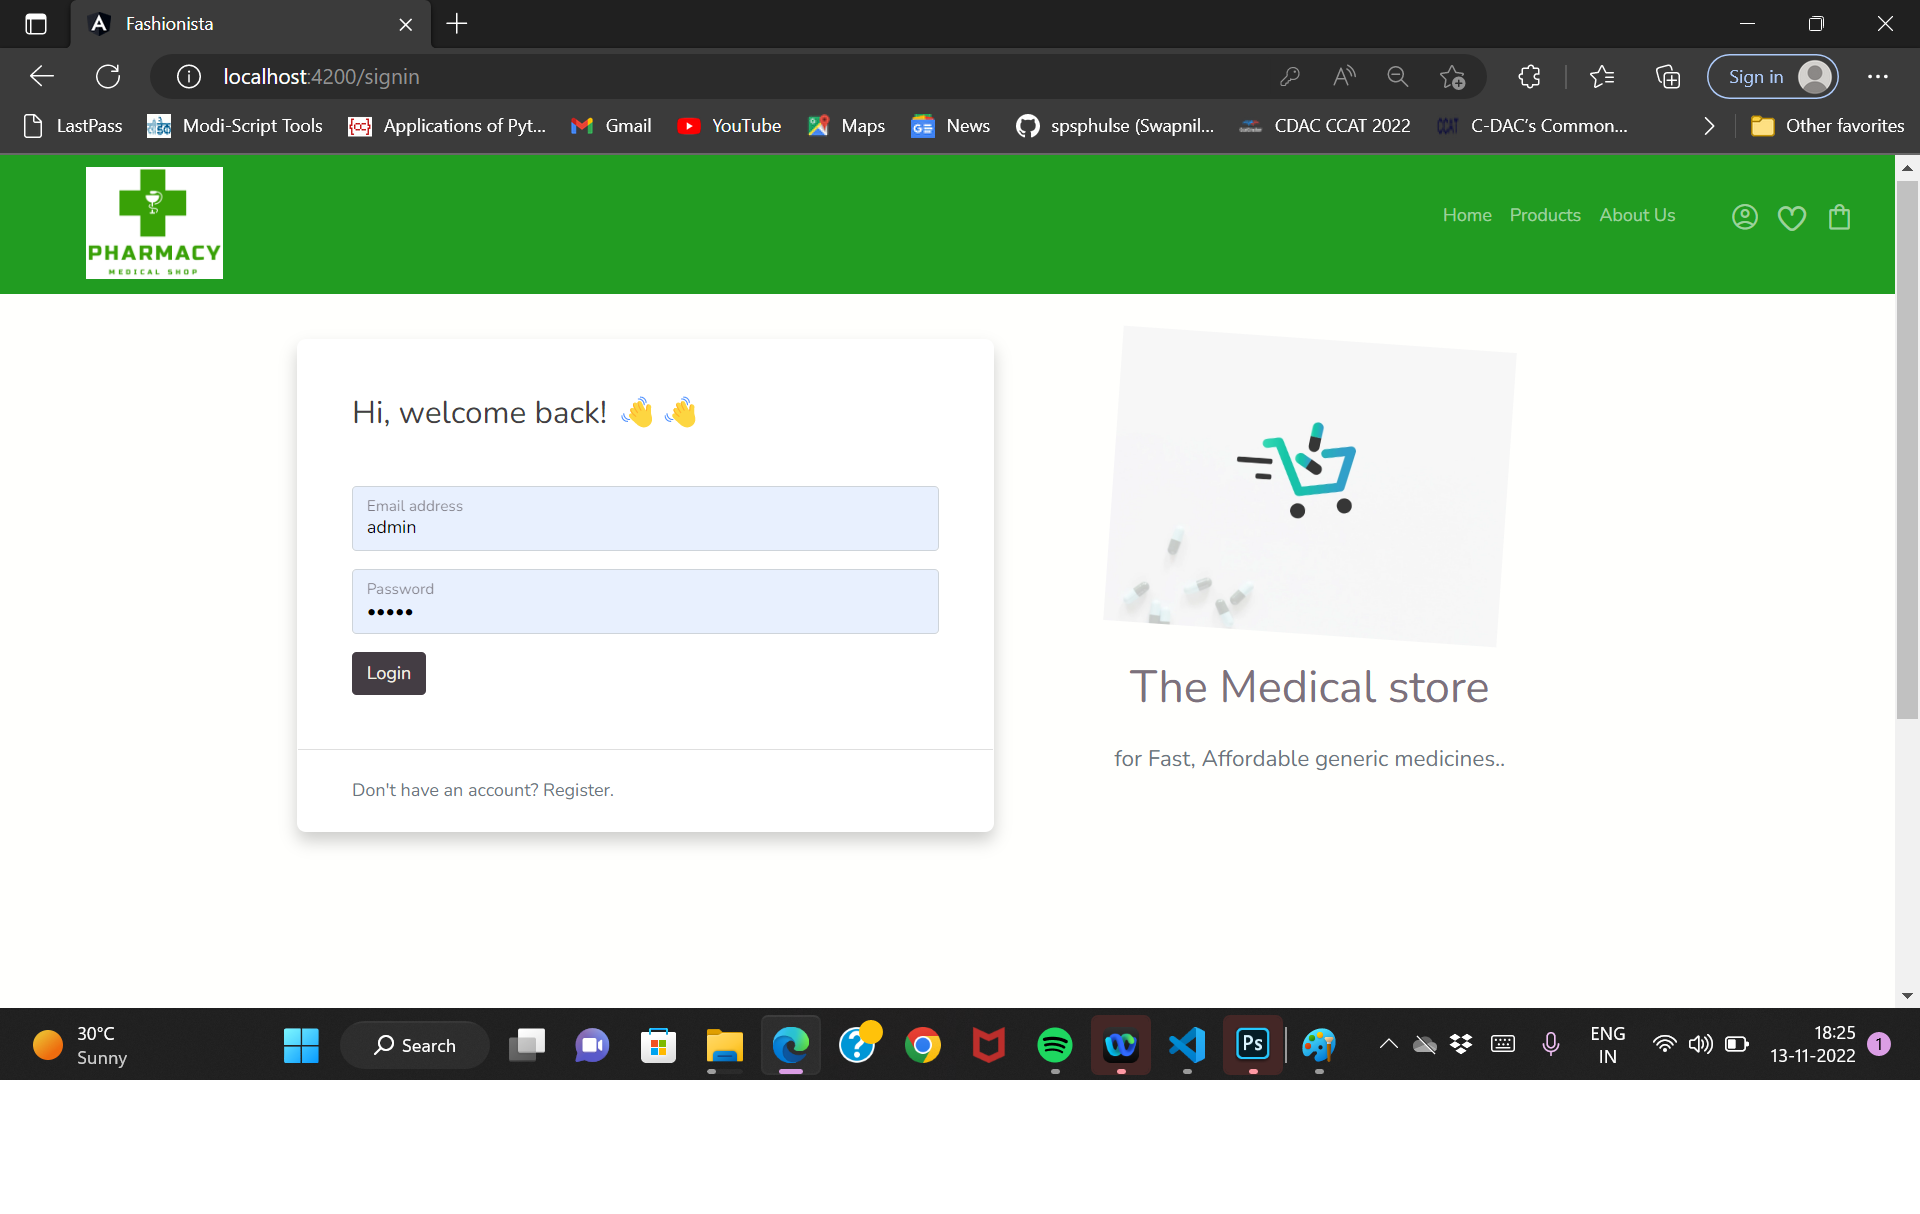 Fashionista
localhost:4200/signin
Sign in
LastPass
Modi-Script Tools
Applications of Pyt...
Gmail
YouTube
Maps
News
spsphulse (Swapnil...
CDAC CCAT 2022
C-DAC's Common...
Other favorites
PHARMACY
MEDICAL SHOP
Home
Products
About Us
Hi, welcome back! 👋 👋
Email address
admin
Password
•••••
Login
Don't have an account? Register.
The Medical store
for Fast, Affordable generic medicines..
30°C
Sunny
Search
Ps
ENG
IN
18:25
13-11-2022
1